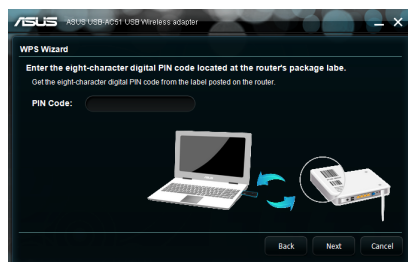 ASUS ASUS USB-AC51 USB Wireless adapter
WPS Wizard
Enter the eight-character digital PIN code located at the router's package labe.
Get the eight-character digital PIN code from the label posted on the router.
PIN Code:
Back Next Cancel